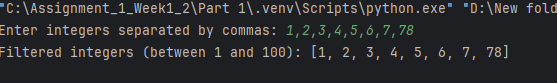 "C:\Assignment_1_Week1_2\Part 1\.venv\Scripts\python.exe" "D:\New fold
Enter integers separated by commas: 1,2,3,4,5,6,7,78
Filtered integers (between 1 and 100): [1, 2, 3, 4, 5, 6, 7, 78]